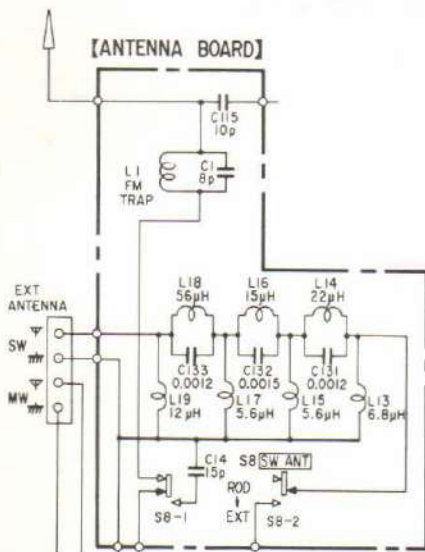 【ANTENNA BOARD】
C115
10p
L1
FM
TRAP
C1
8p
EXT
ANTENNA
SW
MW
L18
56μH
L16
15μH
L14
22μH
C133
0.0012
C132
0.0015
C131
0.0012
L19
12μH
L17
5.6μH
L15
5.6μH
L13
6.8μH
C14
15p
S8 SW ANT
ROD
EXT
S8-1
S8-2